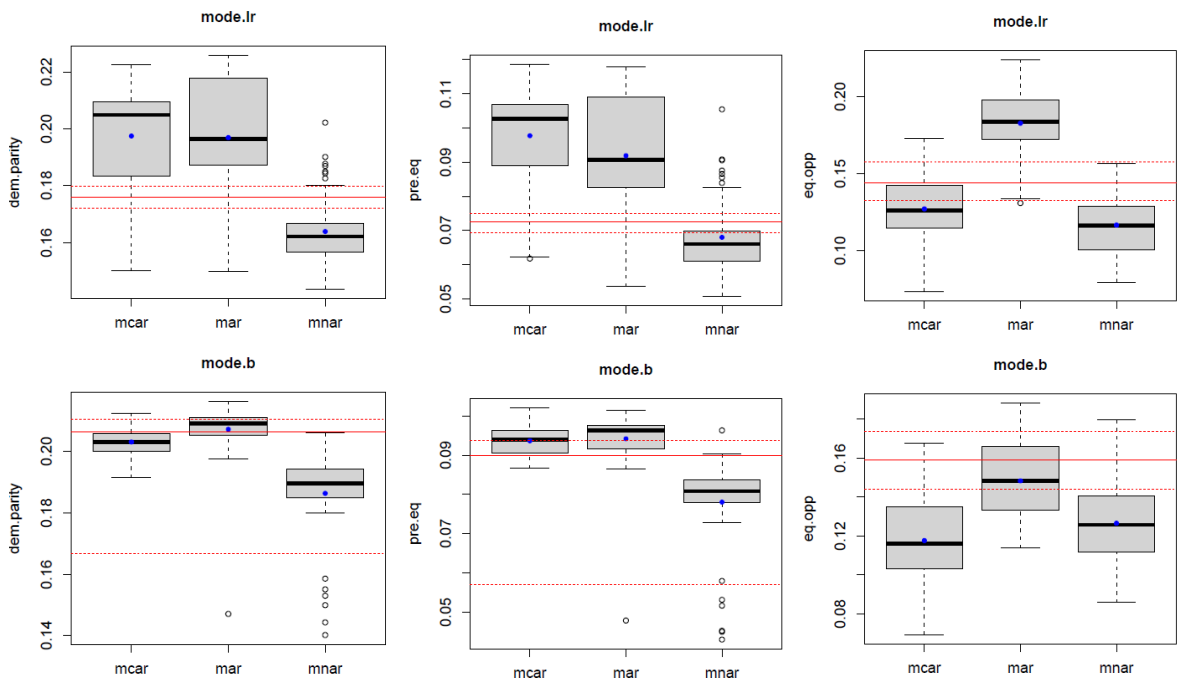 mode.lr
dem.parity
0.22
0.20
0.18
0.16
mcar mar mnar
mode.lr
pre.eq
0.11
0.09
0.07
0.05
mcar mar mnar
mode.lr
eq.opp
0.20
0.15
0.10
mcar mar mnar
mode.b
dem.parity
0.20
0.18
0.16
0.14
mcar mar mnar
mode.b
pre.eq
0.09
0.07
0.05
mcar mar mnar
mode.b
eq.opp
0.16
0.12
0.08
mcar mar mnar